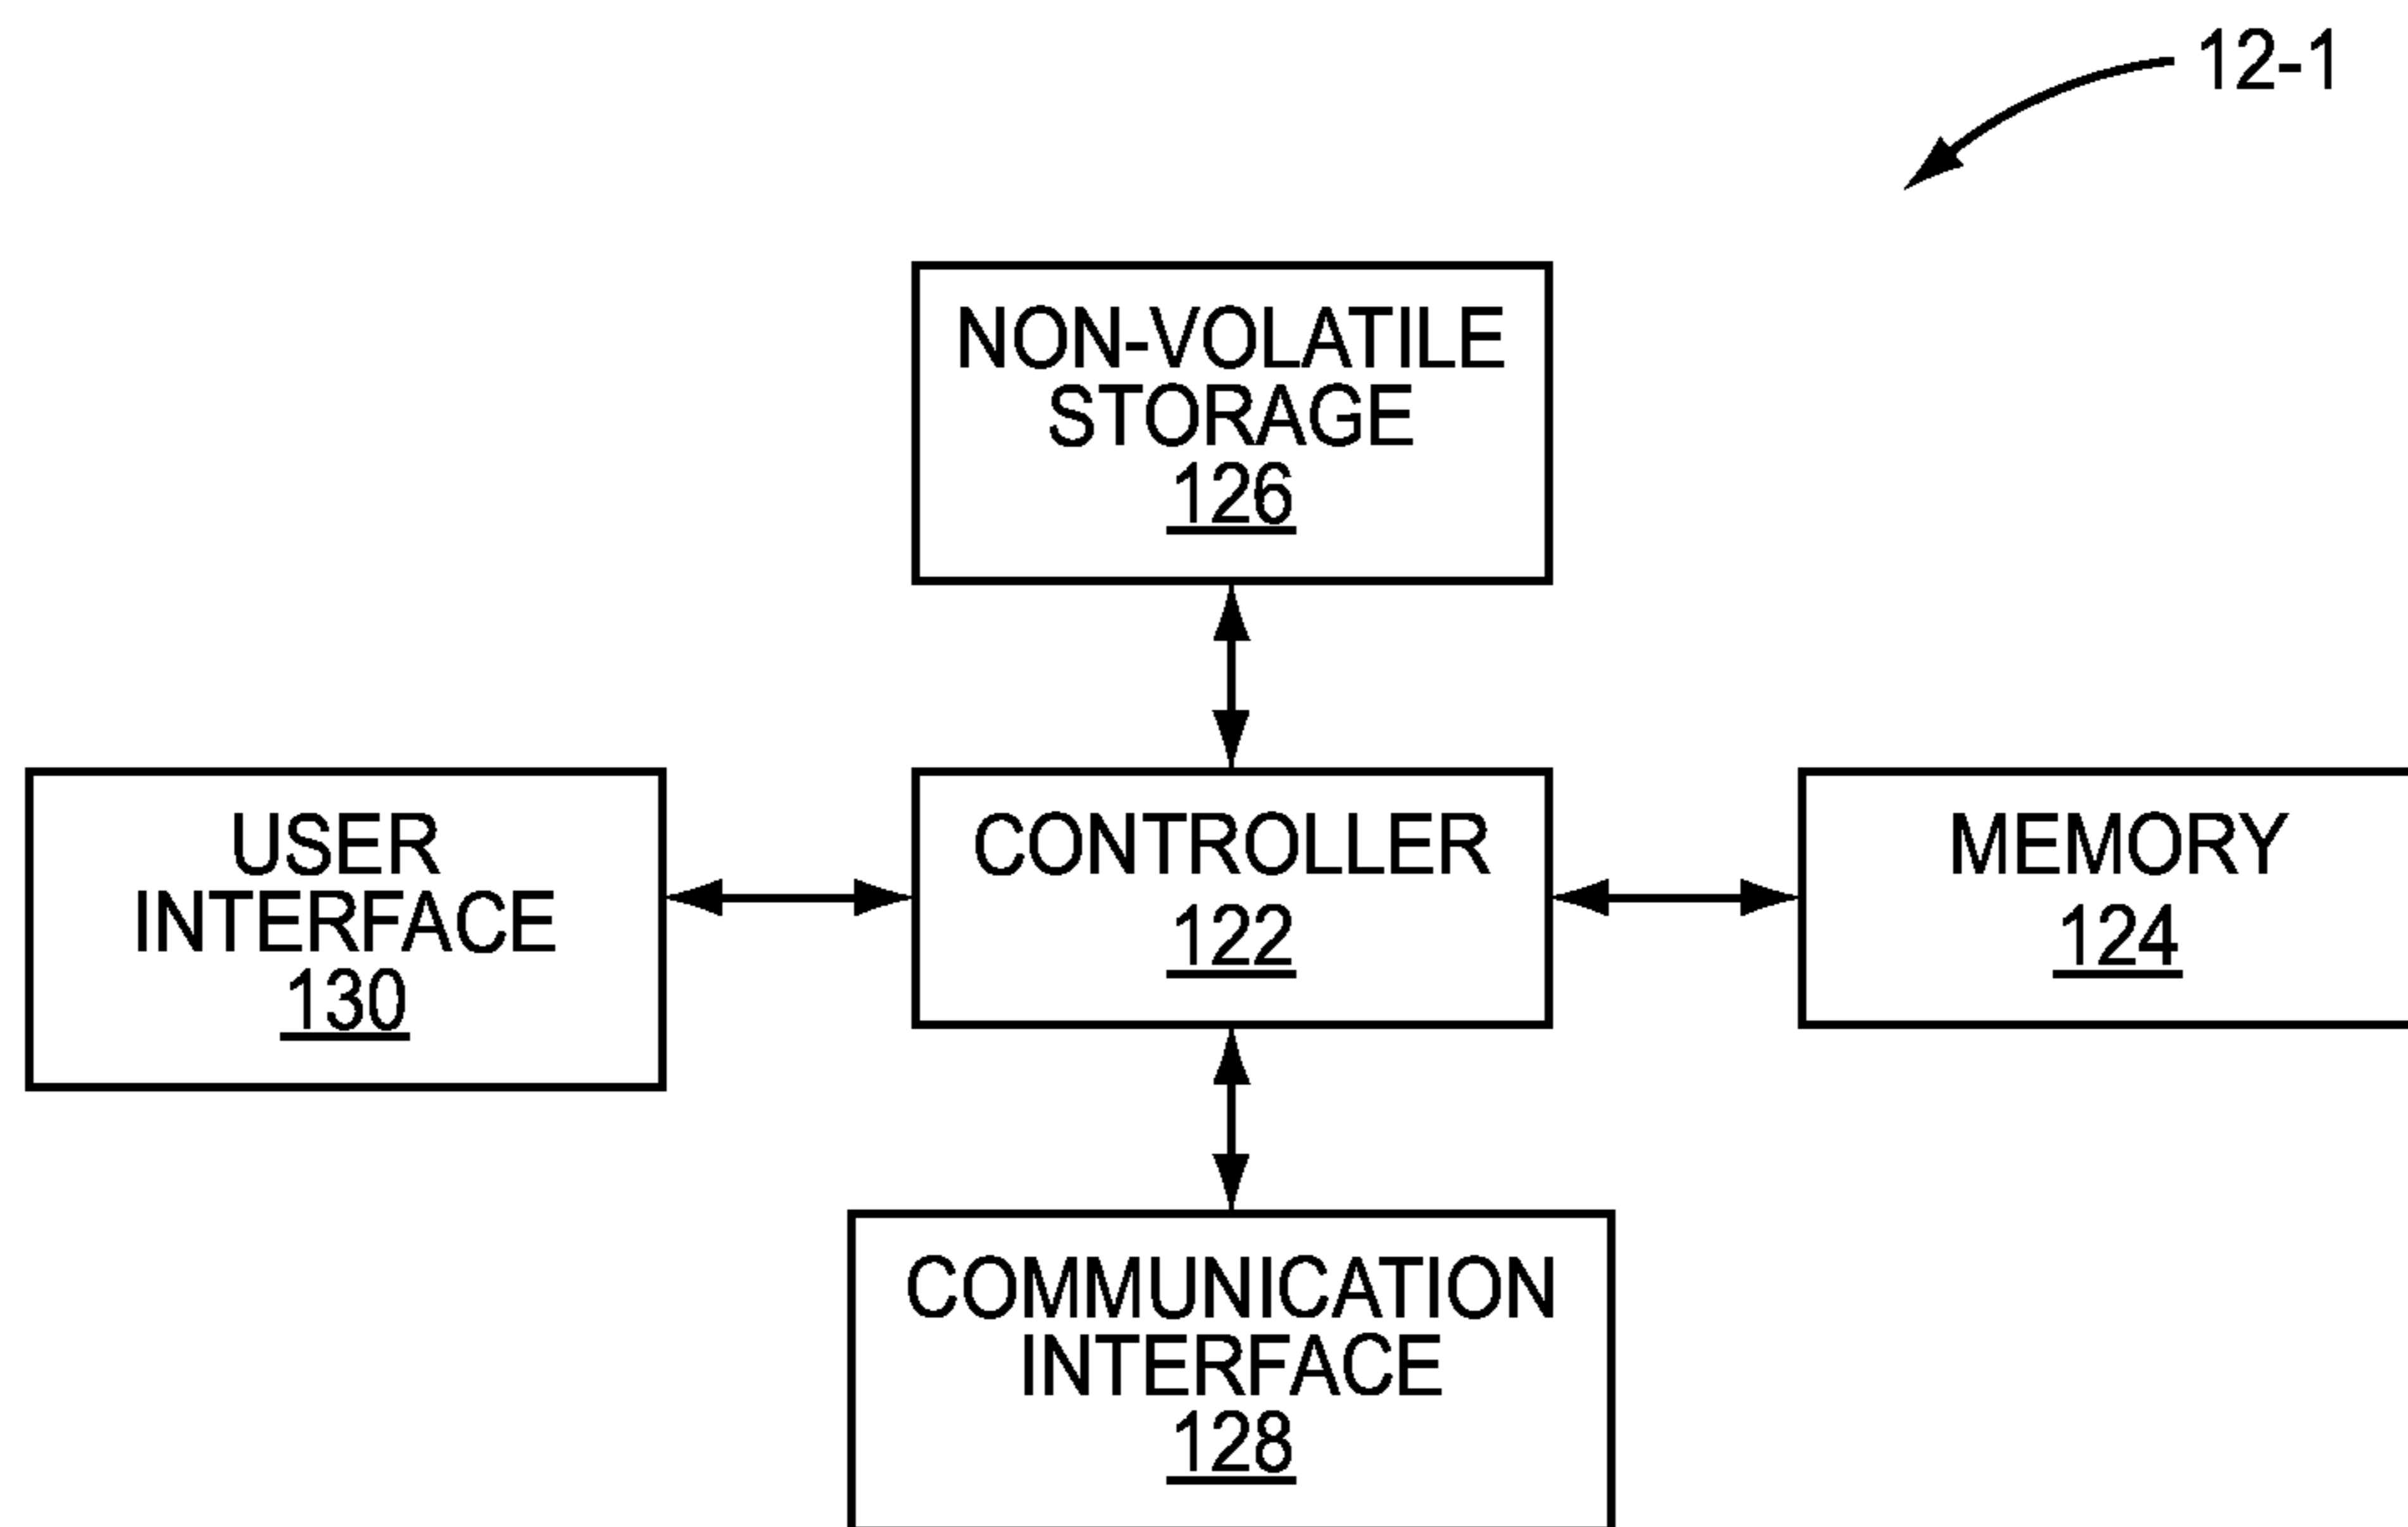 12-1
NON-VOLATILE
STORAGE
126
USER
INTERFACE
130
CONTROLLER
122
MEMORY
124
COMMUNICATION
INTERFACE
128